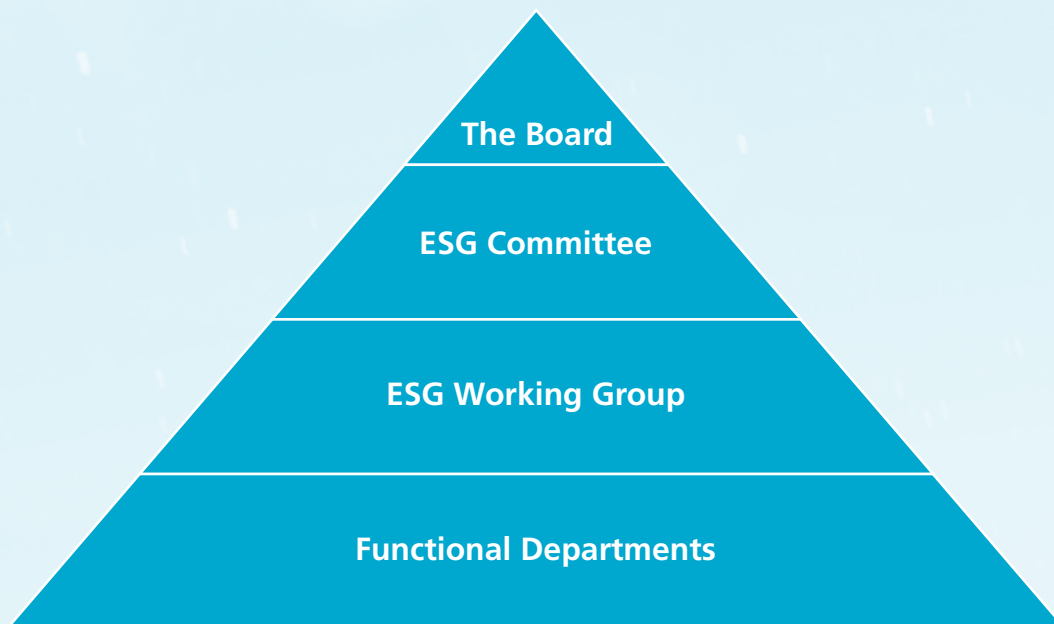 The Board
ESG Committee
ESG Working Group
Functional Departments